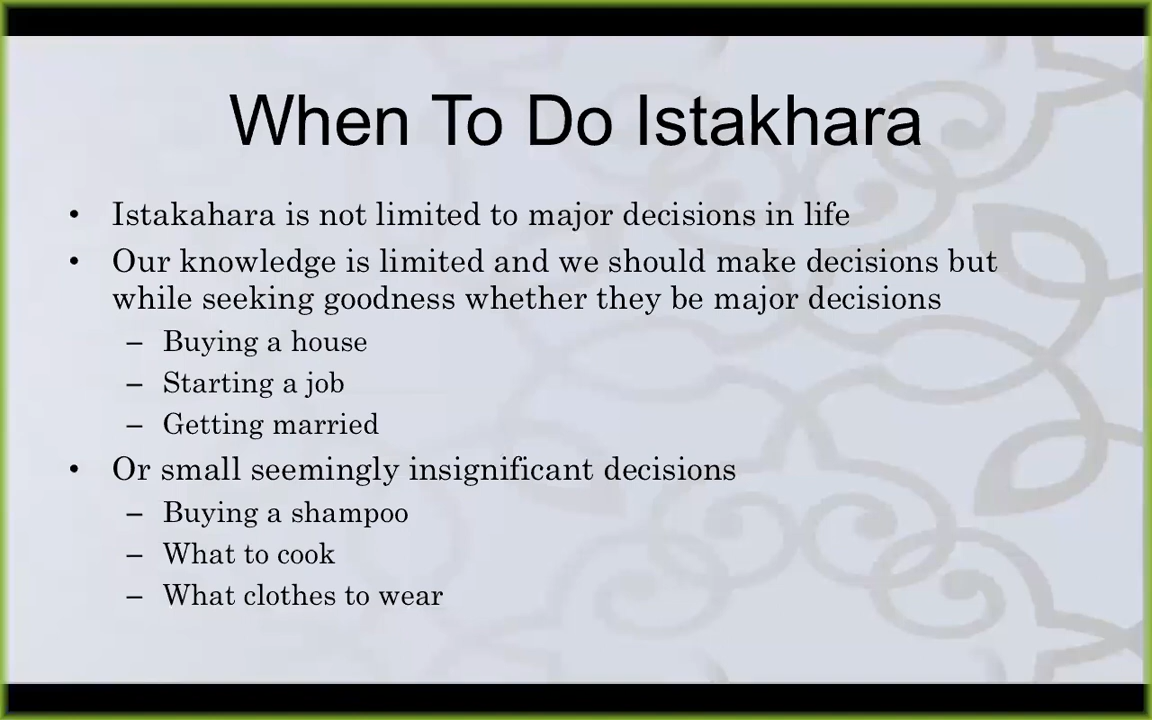 When To Do Istakhara
• Istakahara is not limited to major decisions in life
• Our knowledge is limited and we should make decisions but
while seeking goodness whether they be major decisions
– Buying a house
– Starting a job
– Getting married
• Or small seemingly insignificant decisions
– Buying a shampoo
– What to cook
– What clothes to wear